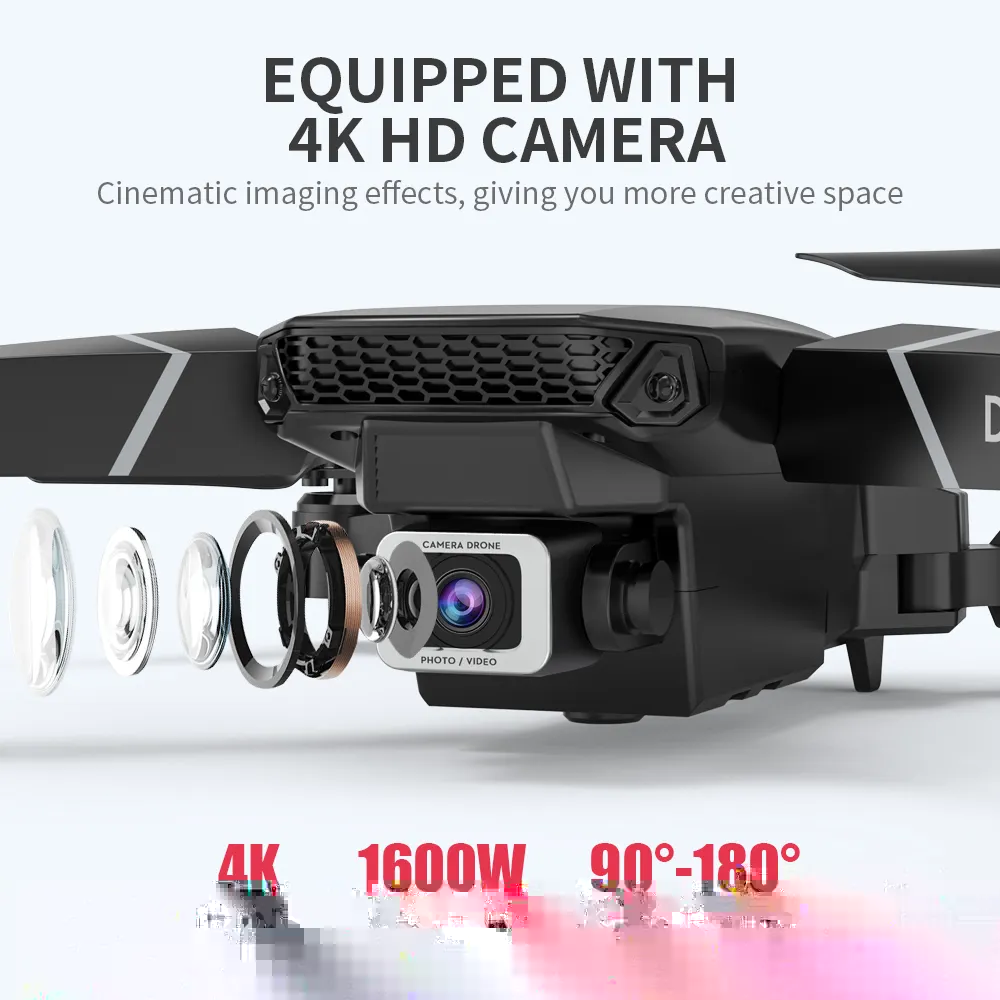 EQUIPPED WITH
4K HD CAMERA
Cinematic imaging effects, giving you more creative space
CAMERA DRONE
PHOTO / VIDEO
4K 1600W 90°-180°